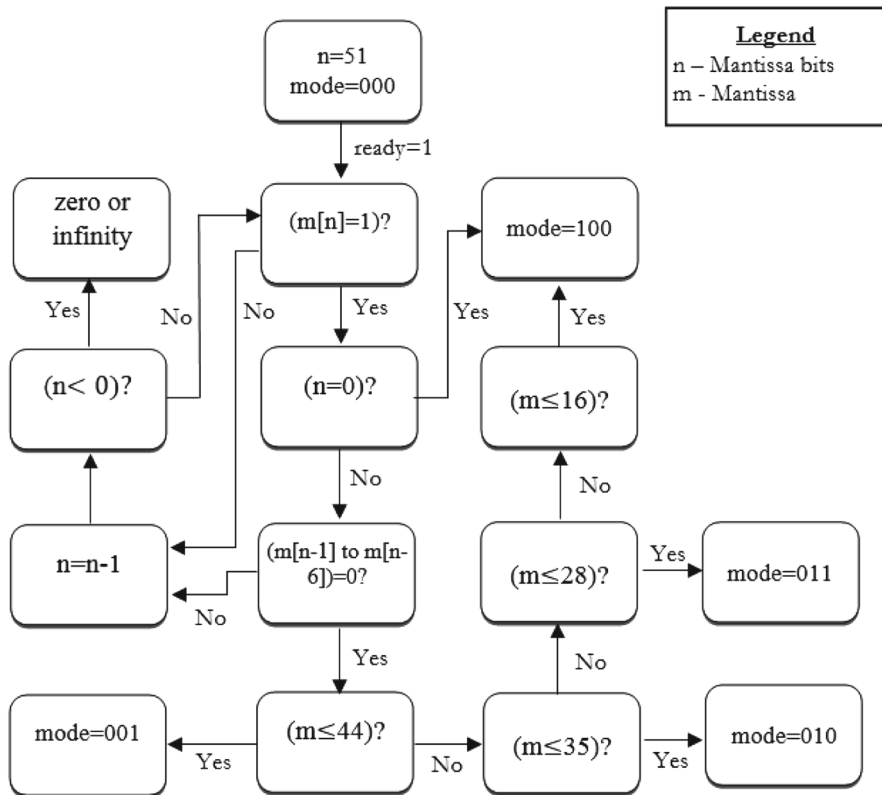 n=51
mode=000
Legend
n – Mantissa bits
m - Mantissa
ready=1
zero or
infinity
(m[n]=1)?
mode=100
Yes
No
No
Yes
Yes
Yes
(n< 0)?
(n=0)?
(m≤16)?
No
No
n=n-1
(m[n-1] to m[n-
6])=0?
(m≤28)?
Yes
mode=011
No
Yes
No
mode=001
(m≤44)?
(m≤35)?
mode=010
Yes
No
Yes